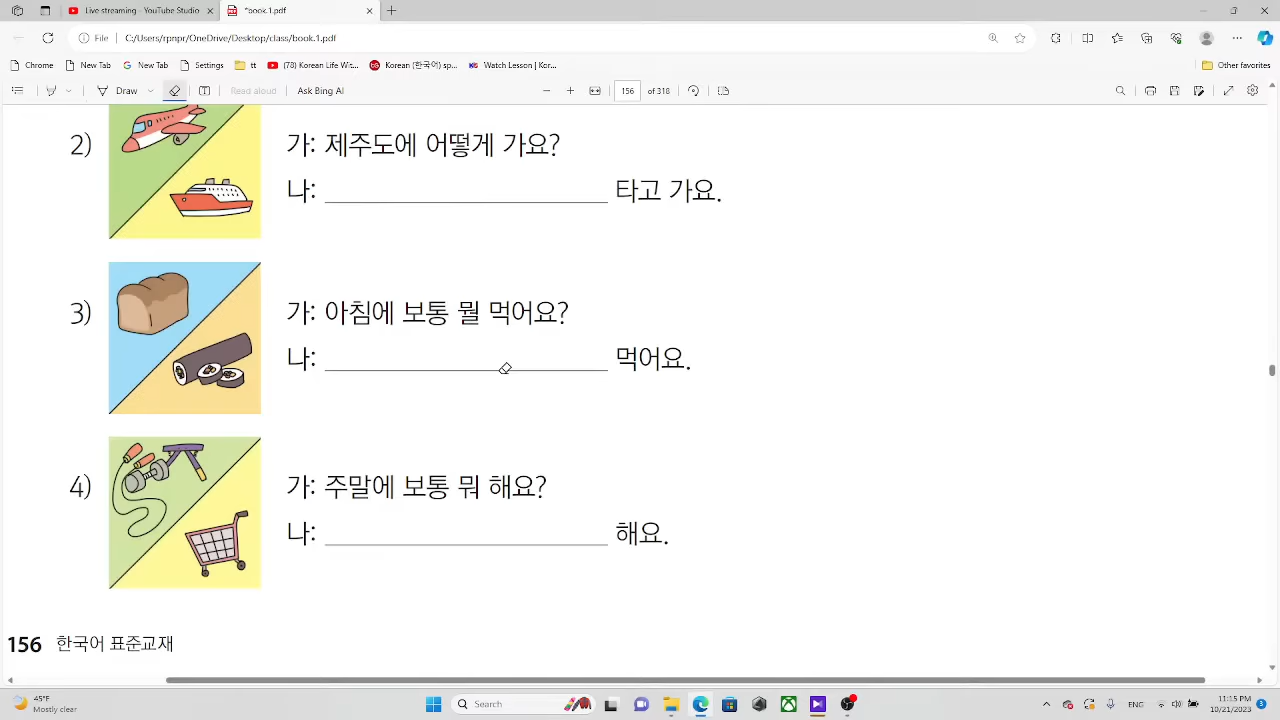 Live streaming - YouTube Studio
*book.1.pdf
File
C:/Users/rpnpr/OneDrive/Desktop/class/book.1.pdf
Chrome
New Tab
New Tab
Settings
tt
(78) Korean Life Wit...
Korean (한국어) sp...
Watch Lesson | Kor...
Other favorites
Draw
Read aloud
Ask Bing AI
156
of 318
2)
가: 제주도에 어떻게 가요?
나: 타고 가요.
3)
가: 아침에 보통 뭘 먹어요?
나: 먹어요.
4)
가: 주말에 보통 뭐 해요?
나: 해요.
156 한국어 표준교재
45°F
Mostly clear
Search
ENG
11:15 PM
10/22/2023
3